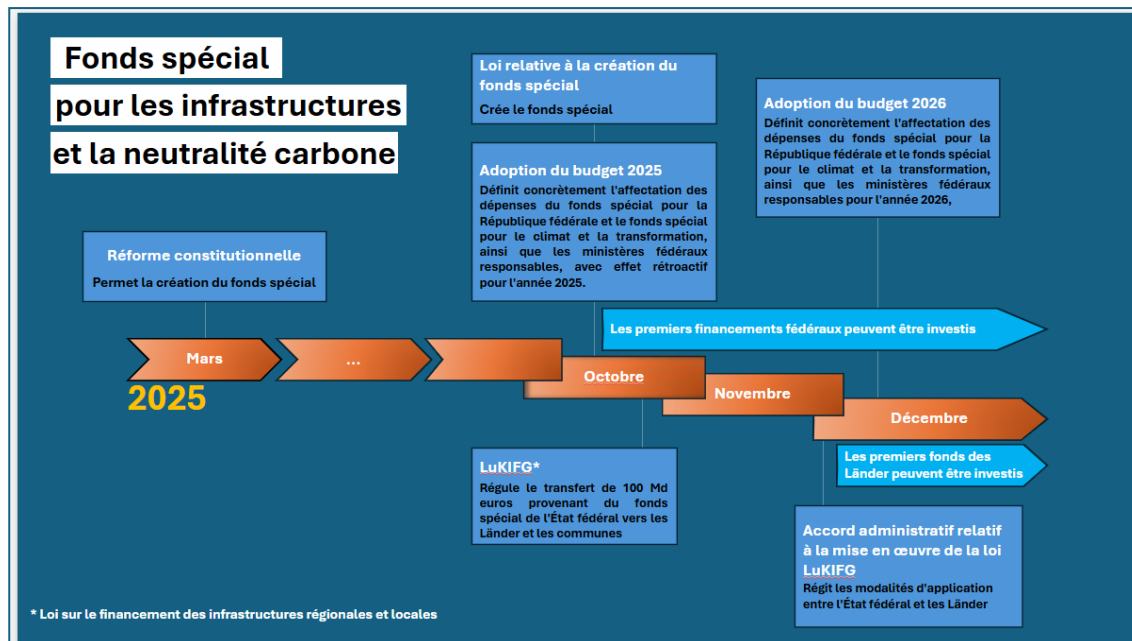 Fonds spécial
pour les infrastructures
et la neutralité carbone
Loi relative à la création du
fonds spécial
Crée le fonds spécial
Adoption du budget 2025
Définit concrètement l'affectation des
dépenses du fonds spécial pour la
République fédérale et le fonds spécial
pour le climat et la transformation,
ainsi que les ministères fédéraux
responsables, avec effet rétroactif
pour l'année 2025.
Adoption du budget 2026
Définit concrètement l'affectation des
dépenses du fonds spécial pour la
République fédérale et le fonds spécial
pour le climat et la transformation,
ainsi que les ministères fédéraux
responsables pour l'année 2026,
Réforme constitutionnelle
Permet la création du fonds spécial
Les premiers financements fédéraux peuvent être investis
Mars
...
Octobre
Novembre
Décembre
2025
Les premiers fonds des
Länder peuvent être investis
LuKIFG*
Régule le transfert de 100 Md
euros provenant du fonds
spécial de l'État fédéral vers les
Länder et les communes
Accord administratif relatif
à la mise en œuvre de la loi
LuKIFG
Régit les modalités d'application
entre l'État fédéral et les Länder
* Loi sur le financement des infrastructures régionales et locales